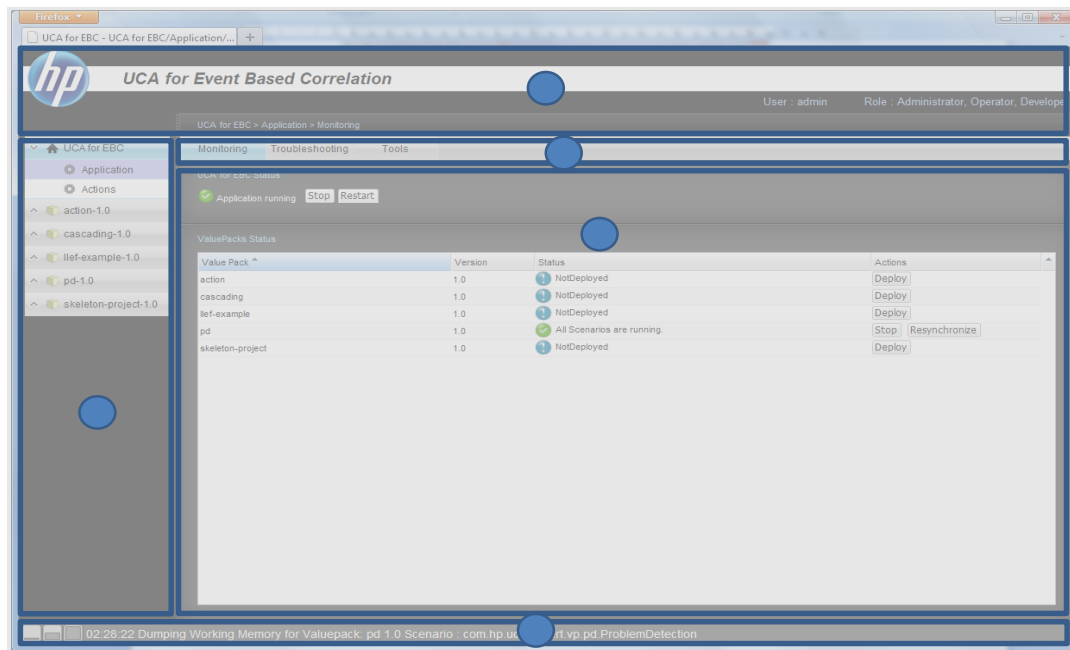 Firefox
UCA for EBC - UCA for EBC/Application/... +
hp UCA for Event Based Correlation
User : admin Role : Administrator, Operator, Develope
UCA for EBC > Application > Monitoring
UCA for EBC
Application
Actions
action-1.0
cascading-1.0
llef-example-1.0
pd-1.0
skeleton-project-1.0
Monitoring Troubleshooting Tools
UCA for EBC Status
Application running Stop Restart
ValuePacks Status
Value Pack Version Status Actions
action 1.0 NotDeployed Deploy
cascading 1.0 NotDeployed Deploy
llef-example 1.0 NotDeployed Deploy
pd 1.0 All Scenarios are running. Stop Resynchronize
skeleton-project 1.0 NotDeployed Deploy
02:28:22 Dumping Working Memory for Valuepack: pd 1.0 Scenario : com.hp.uc rt.vp.pd.ProblemDetection